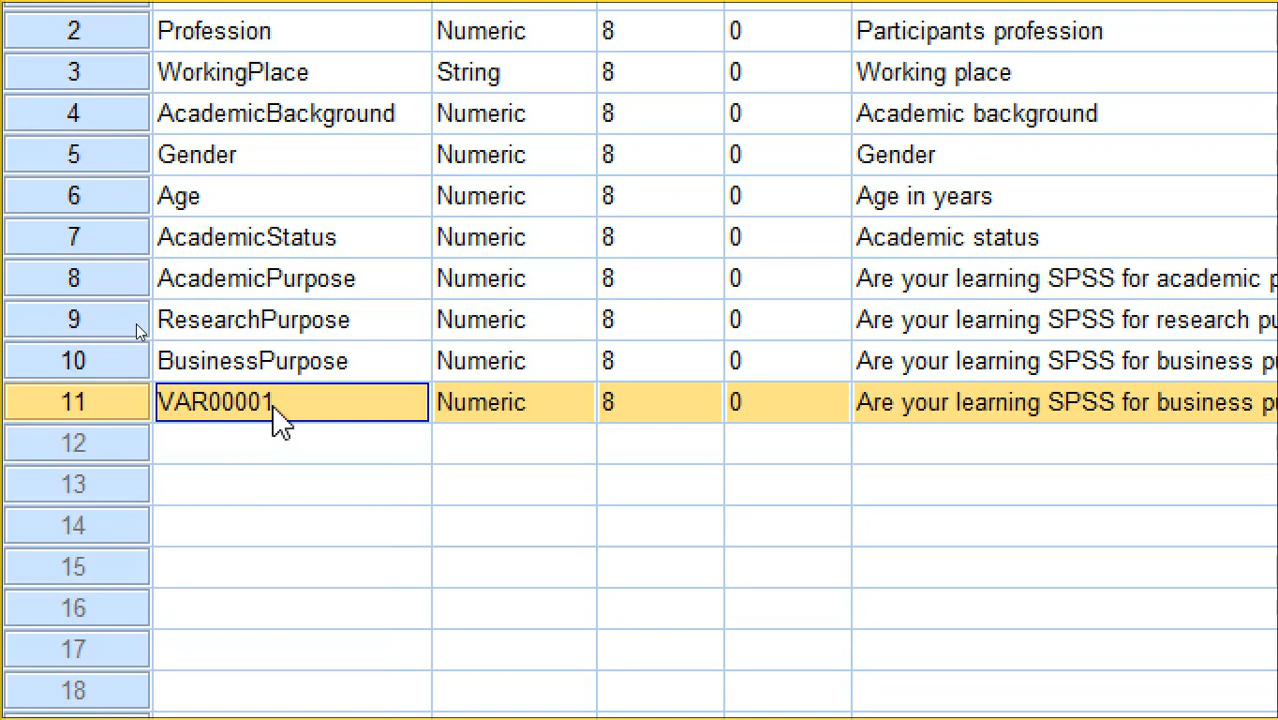 2 Profession Numeric 8 0 Participants profession
3 WorkingPlace String 8 0 Working place
4 AcademicBackground Numeric 8 0 Academic background
5 Gender Numeric 8 0 Gender
6 Age Numeric 8 0 Age in years
7 AcademicStatus Numeric 8 0 Academic status
8 AcademicPurpose Numeric 8 0 Are your learning SPSS for academic
9 ResearchPurpose Numeric 8 0 Are your learning SPSS for research
10 BusinessPurpose Numeric 8 0 Are your learning SPSS for business
11 VAR00001 Numeric 8 0 Are your learning SPSS for business
12
13
14
15
16
17
18